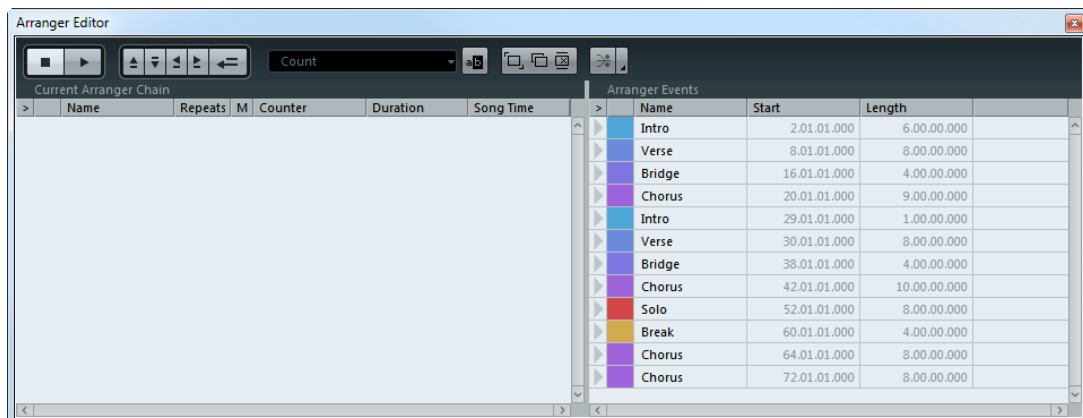 Arranger Editor
Count
ab
Current Arranger Chain
> Name Repeats M Counter Duration Song Time
Arranger Events
> Name Start Length
Intro 2.01.01.000 6.00.00.000
Verse 8.01.01.000 8.00.00.000
Bridge 16.01.01.000 4.00.00.000
Chorus 20.01.01.000 9.00.00.000
Intro 29.01.01.000 1.00.00.000
Verse 30.01.01.000 8.00.00.000
Bridge 38.01.01.000 4.00.00.000
Chorus 42.01.01.000 10.00.00.000
Solo 52.01.01.000 8.00.00.000
Break 60.01.01.000 4.00.00.000
Chorus 64.01.01.000 8.00.00.000
Chorus 72.01.01.000 8.00.00.000